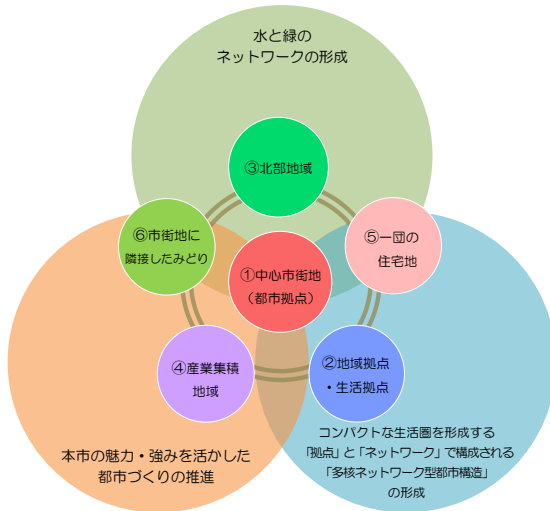 水と緑の
ネットワークの形成
③北部地域
⑥市街地に
隣接したみどり
⑤一団の
住宅地
①中心市街地
（都市拠点）
④産業集積
地域
②地域拠点
・生活拠点
本市の魅力・強みを活かした
都市づくりの推進
コンパクトな生活圏を形成する
「拠点」と「ネットワーク」で構成される
「多核ネットワーク型都市構造」
の形成